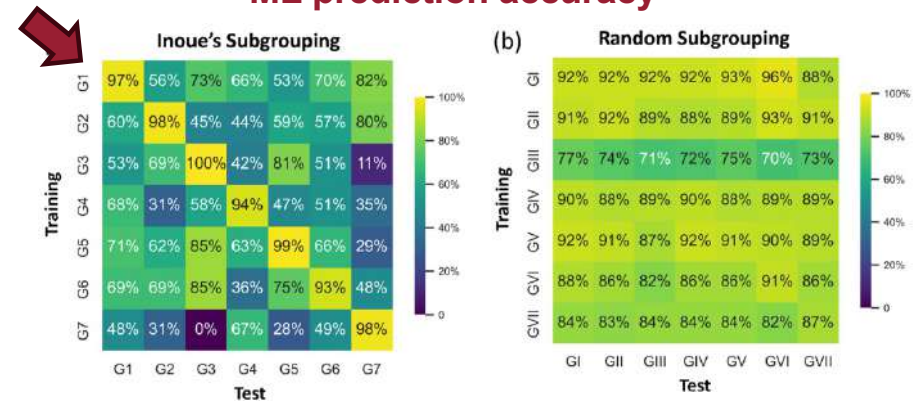 ML prediction accuracy
Inoue's Subgrouping
Training
G1 97% 56% 73% 66% 53% 70% 82%
G2 60% 98% 45% 44% 59% 57% 80%
G3 53% 69% 100% 42% 81% 51% 11%
G4 68% 31% 58% 94% 47% 51% 35%
G5 71% 62% 85% 63% 99% 66% 29%
G6 69% 69% 85% 36% 75% 93% 48%
G7 48% 31% 0% 67% 28% 49% 98%
G1 G2 G3 G4 G5 G6 G7
Test
100%
80%
60%
40%
20%
0
(b) Random Subgrouping
Training
GI 92% 92% 92% 92% 93% 96% 88%
GII 91% 92% 89% 88% 89% 93% 91%
GIII 77% 74% 71% 72% 75% 70% 73%
GIV 90% 88% 89% 90% 88% 89% 89%
GV 92% 91% 87% 92% 91% 90% 89%
GVI 88% 86% 82% 86% 86% 91% 86%
GVII 84% 83% 84% 84% 84% 82% 87%
GI GII GIII GIV GV GVI GVII
Test
100%
80%
60%
40%
20%
0